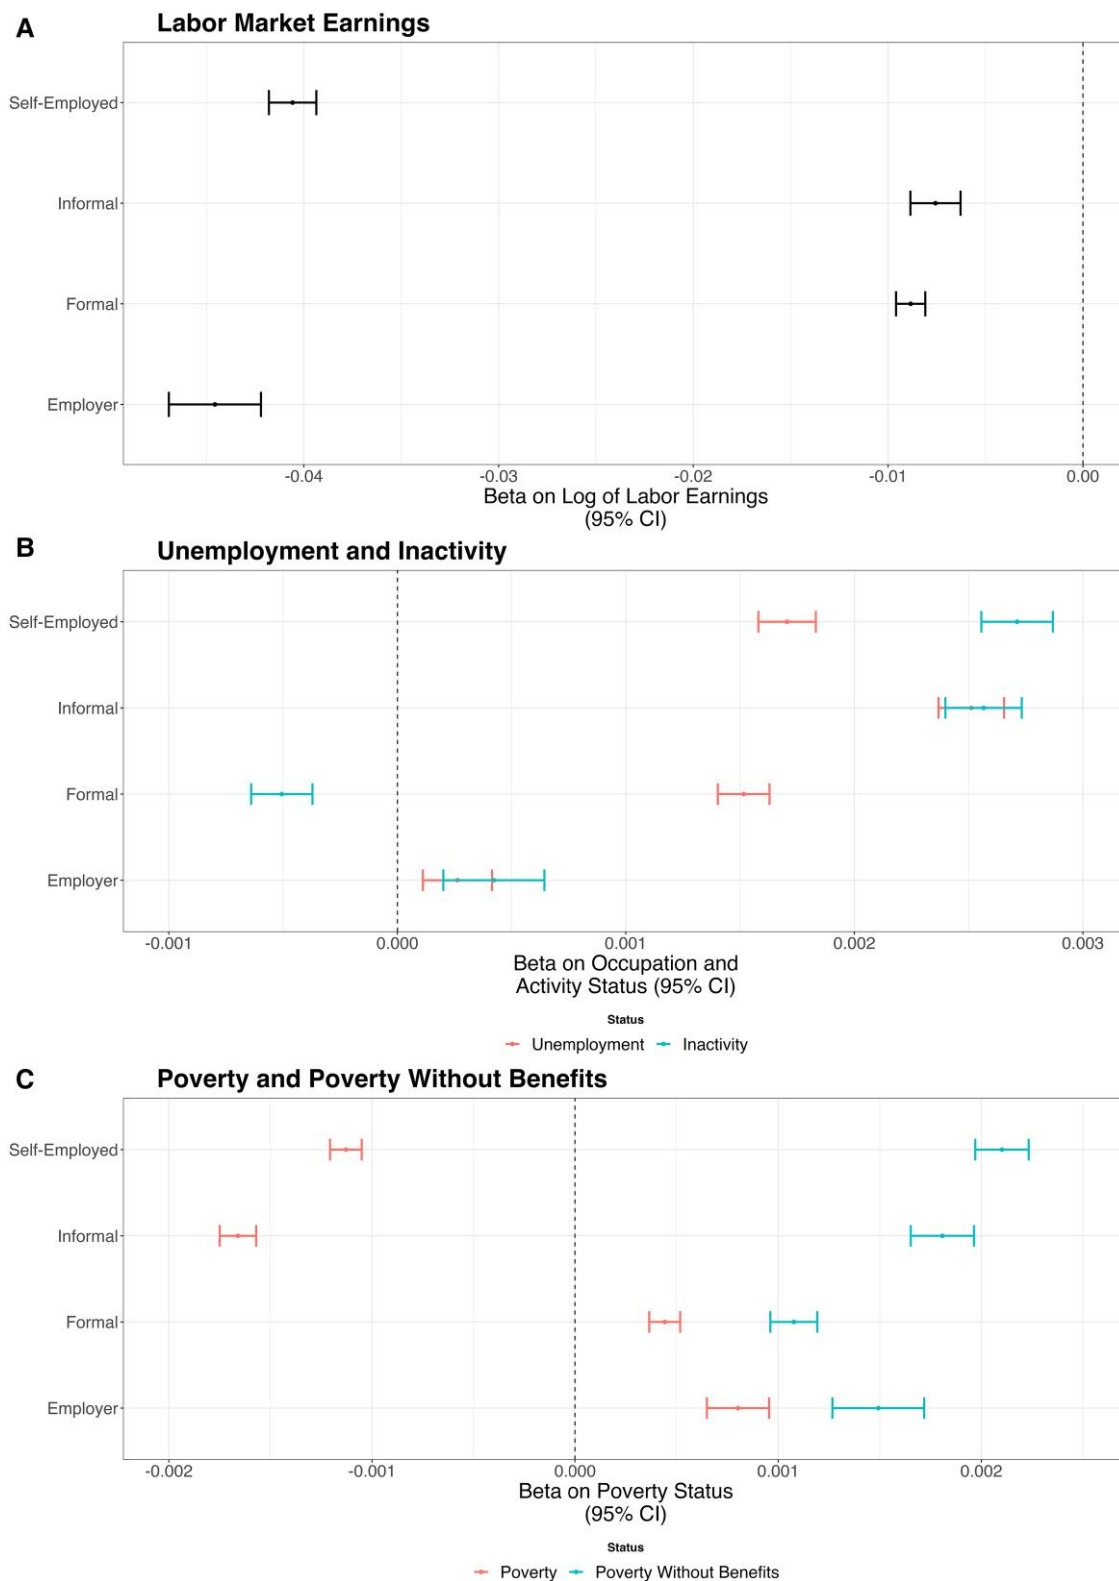 A
Labor Market Earnings
Self-Employed
Informal
Formal
Employer
-0.04 -0.03 -0.02 -0.01 0.00
Beta on Log of Labor Earnings
(95% CI)
B
Unemployment and Inactivity
Self-Employed
Informal
Formal
Employer
-0.001 0.000 0.001 0.002 0.003
Beta on Occupation and
Activity Status (95% CI)
Status
Unemployment Inactivity
C
Poverty and Poverty Without Benefits
Self-Employed
Informal
Formal
Employer
-0.002 -0.001 0.000 0.001 0.002
Beta on Poverty Status
(95% CI)
Status
Poverty Poverty Without Benefits